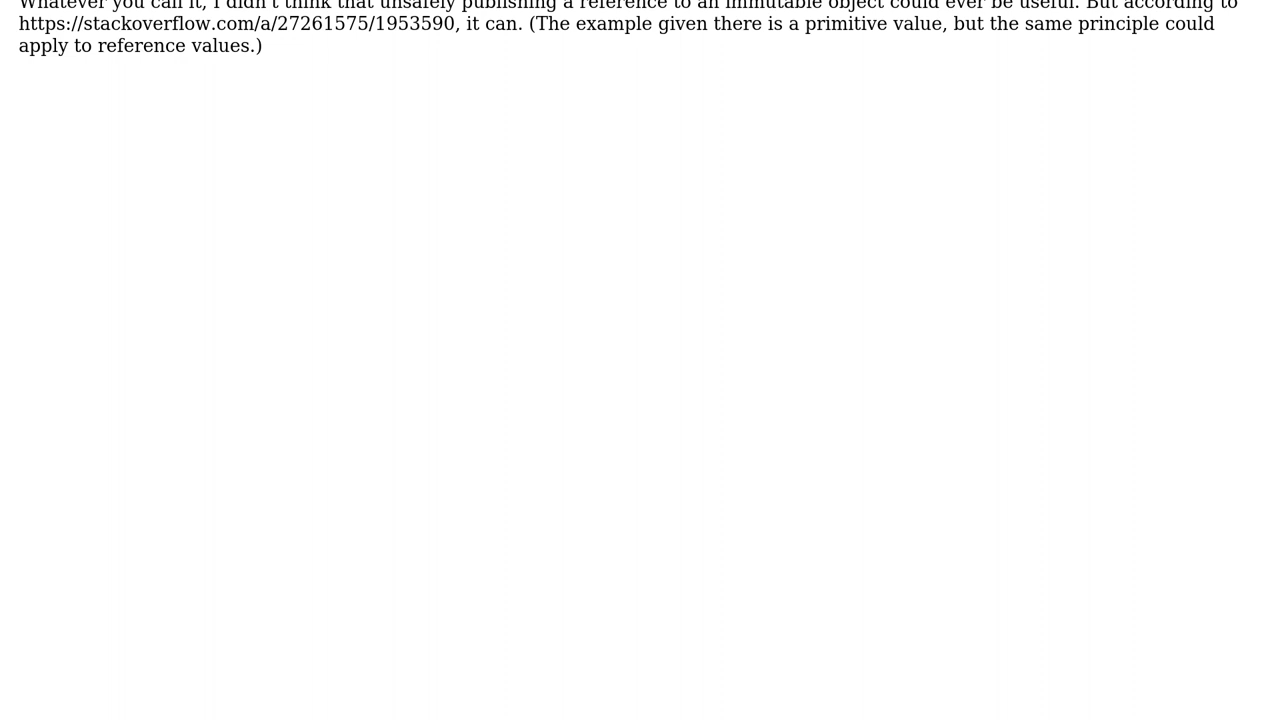 Whatever you call it, I didn't think that unsafely publishing a reference to an immutable object could ever be useful. But according to
https://stackoverflow.com/a/27261575/1953590, it can. (The example given there is a primitive value, but the same principle could
apply to reference values.)